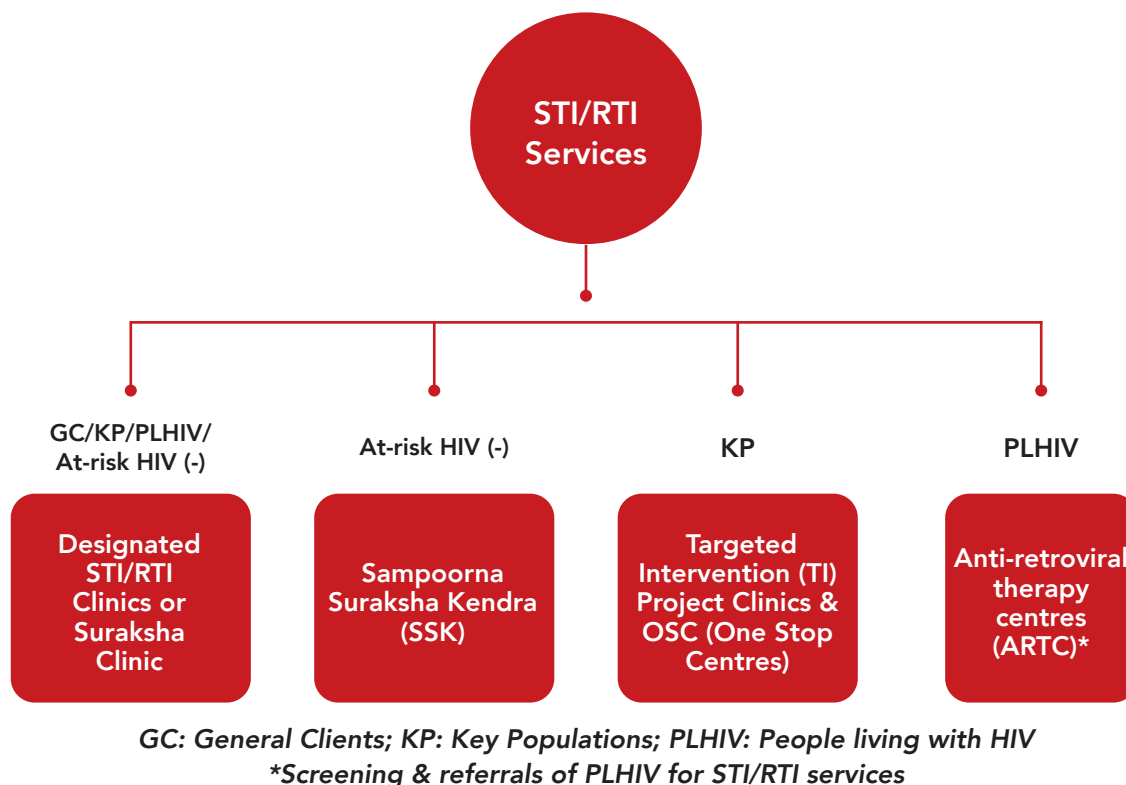 STI/RTI
Services
GC/KP/PLHIV/
At-risk HIV (-)
Designated
STI/RTI
Clinics or
Suraksha
Clinic
At-risk HIV (-)
Sampoorna
Suraksha Kendra
(SSK)
KP
Targeted
Intervention (TI)
Project Clinics &
OSC (One Stop
Centres)
PLHIV
Anti-retroviral
therapy
centres
(ARTC)*
GC: General Clients; KP: Key Populations; PLHIV: People living with HIV
*Screening & referrals of PLHIV for STI/RTI services